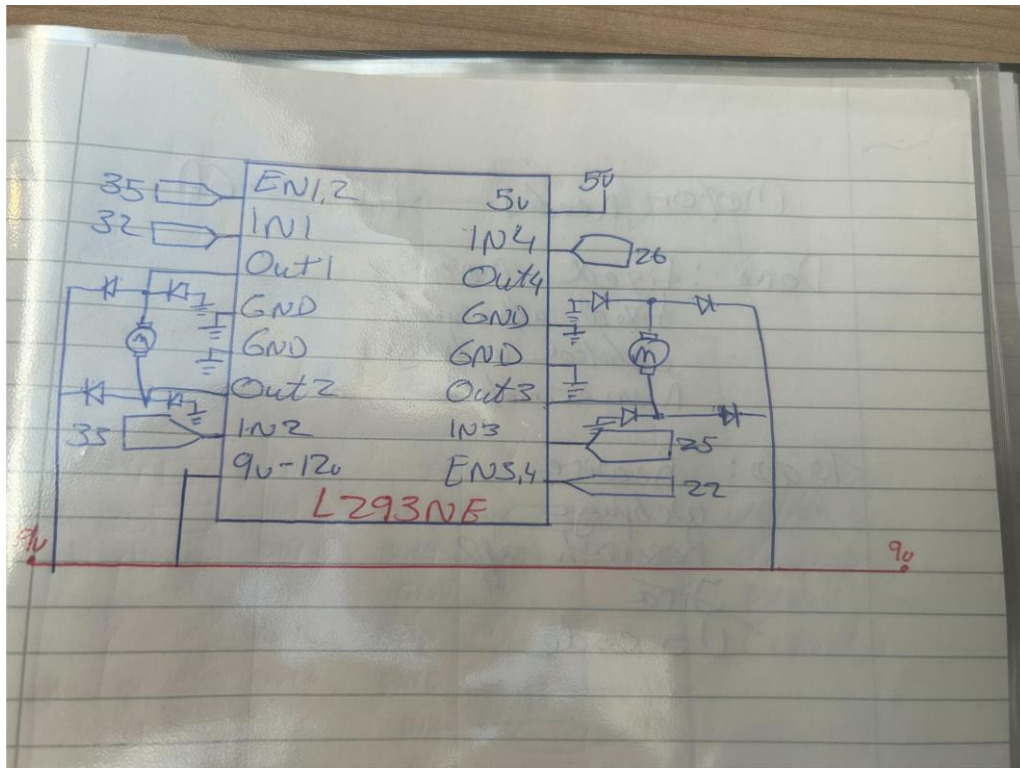 35 EN1,2 5v 5v
32 IN1 IN4 26
Out1 Out4
GND GND
M GND GND M
Out2 Out3
33 IN2 IN3 25
9v-12v EN3,4 22
L293NE
9v 9v